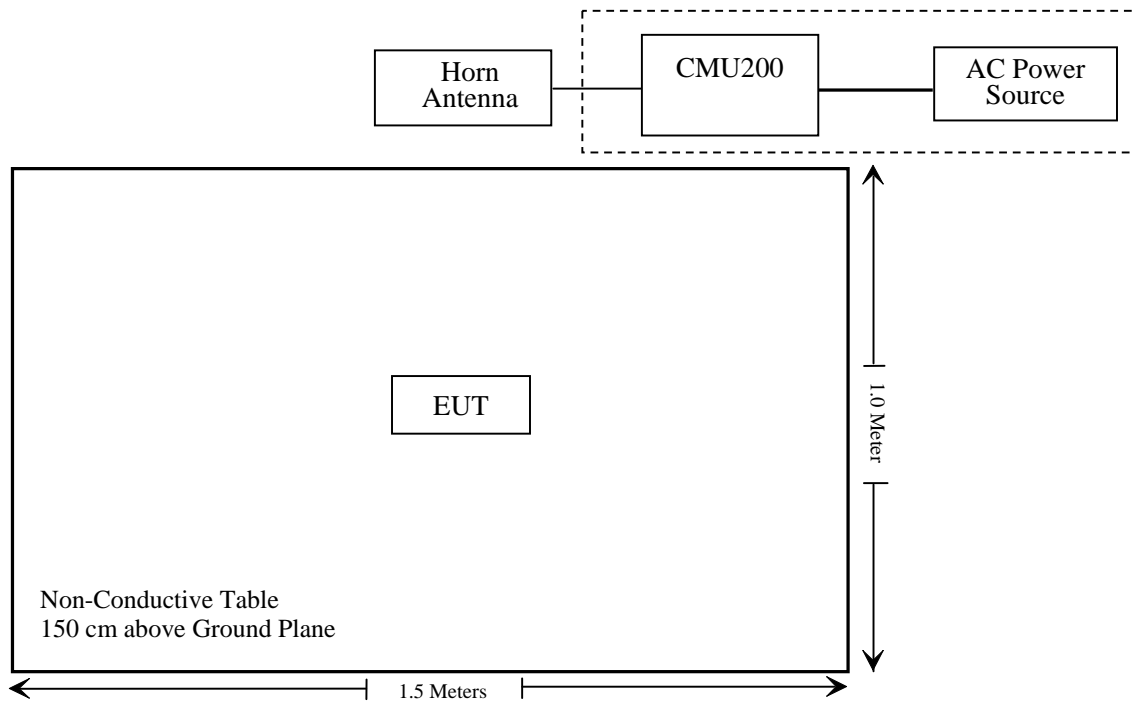 Horn
Antenna
CMU200
AC Power
Source
EUT
1.0 Meter
Non-Conductive Table
150 cm above Ground Plane
1.5 Meters